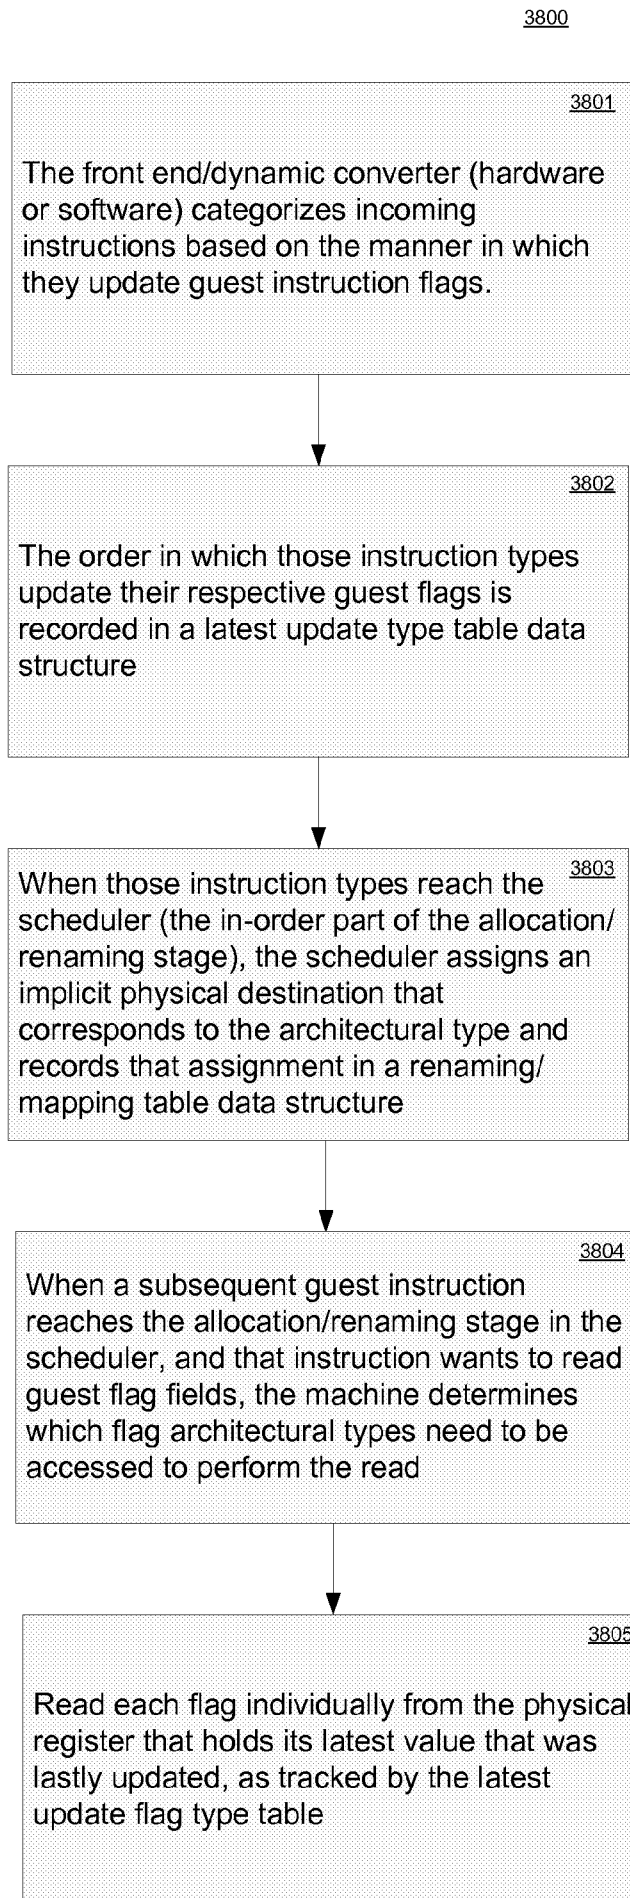 3800
3801
The front end/dynamic converter (hardware
or software) categorizes incoming
instructions based on the manner in which
they update guest instruction flags.
3802
The order in which those instruction types
update their respective guest flags is
recorded in a latest update type table data
structure
3803
When those instruction types reach the
scheduler (the in-order part of the allocation/
renaming stage), the scheduler assigns an
implicit physical destination that
corresponds to the architectural type and
records that assignment in a renaming/
mapping table data structure
3804
When a subsequent guest instruction
reaches the allocation/renaming stage in the
scheduler, and that instruction wants to read
guest flag fields, the machine determines
which flag architectural types need to be
accessed to perform the read
3805
Read each flag individually from the physical
register that holds its latest value that was
lastly updated, as tracked by the latest
update flag type table